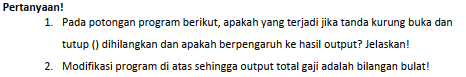 Pertanyaan!
1. Pada potongan program berikut, apakah yang terjadi jika tanda kurung buka dan
tutup () dihilangkan dan apakah berpengaruh ke hasil output? Jelaskan!
2. Modifikasi program di atas sehingga output total gaji adalah bilangan bulat!